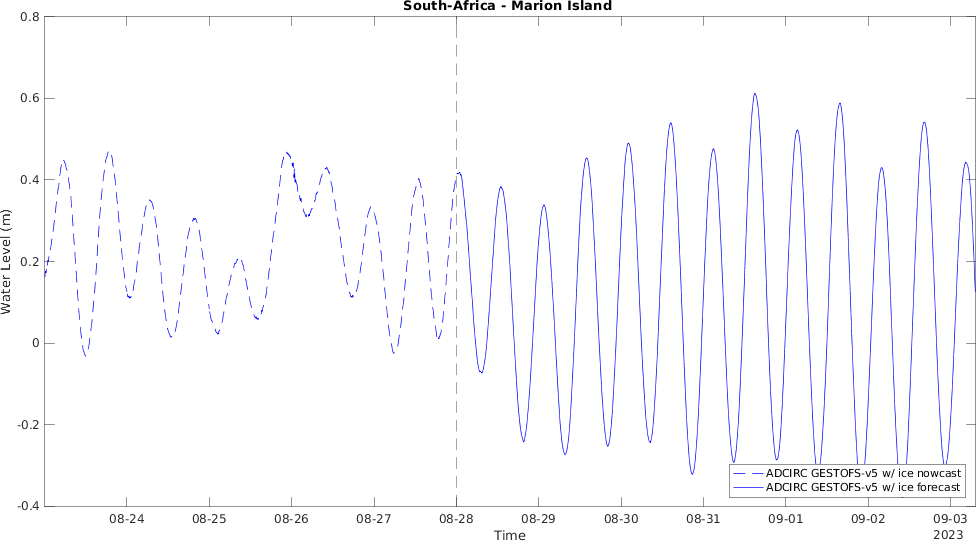 South-Africa - Marion Island
0.8
0.6
0.4
0.2
0
-0.2
-0.4
Water Level (m)
ADCIRC GESTOFS-v5 w/ ice nowcast
ADCIRC GESTOFS-v5 w/ ice forecast
08-24 08-25 08-26 08-27 08-28 08-29 08-30 08-31 09-01 09-02 09-03
Time
2023